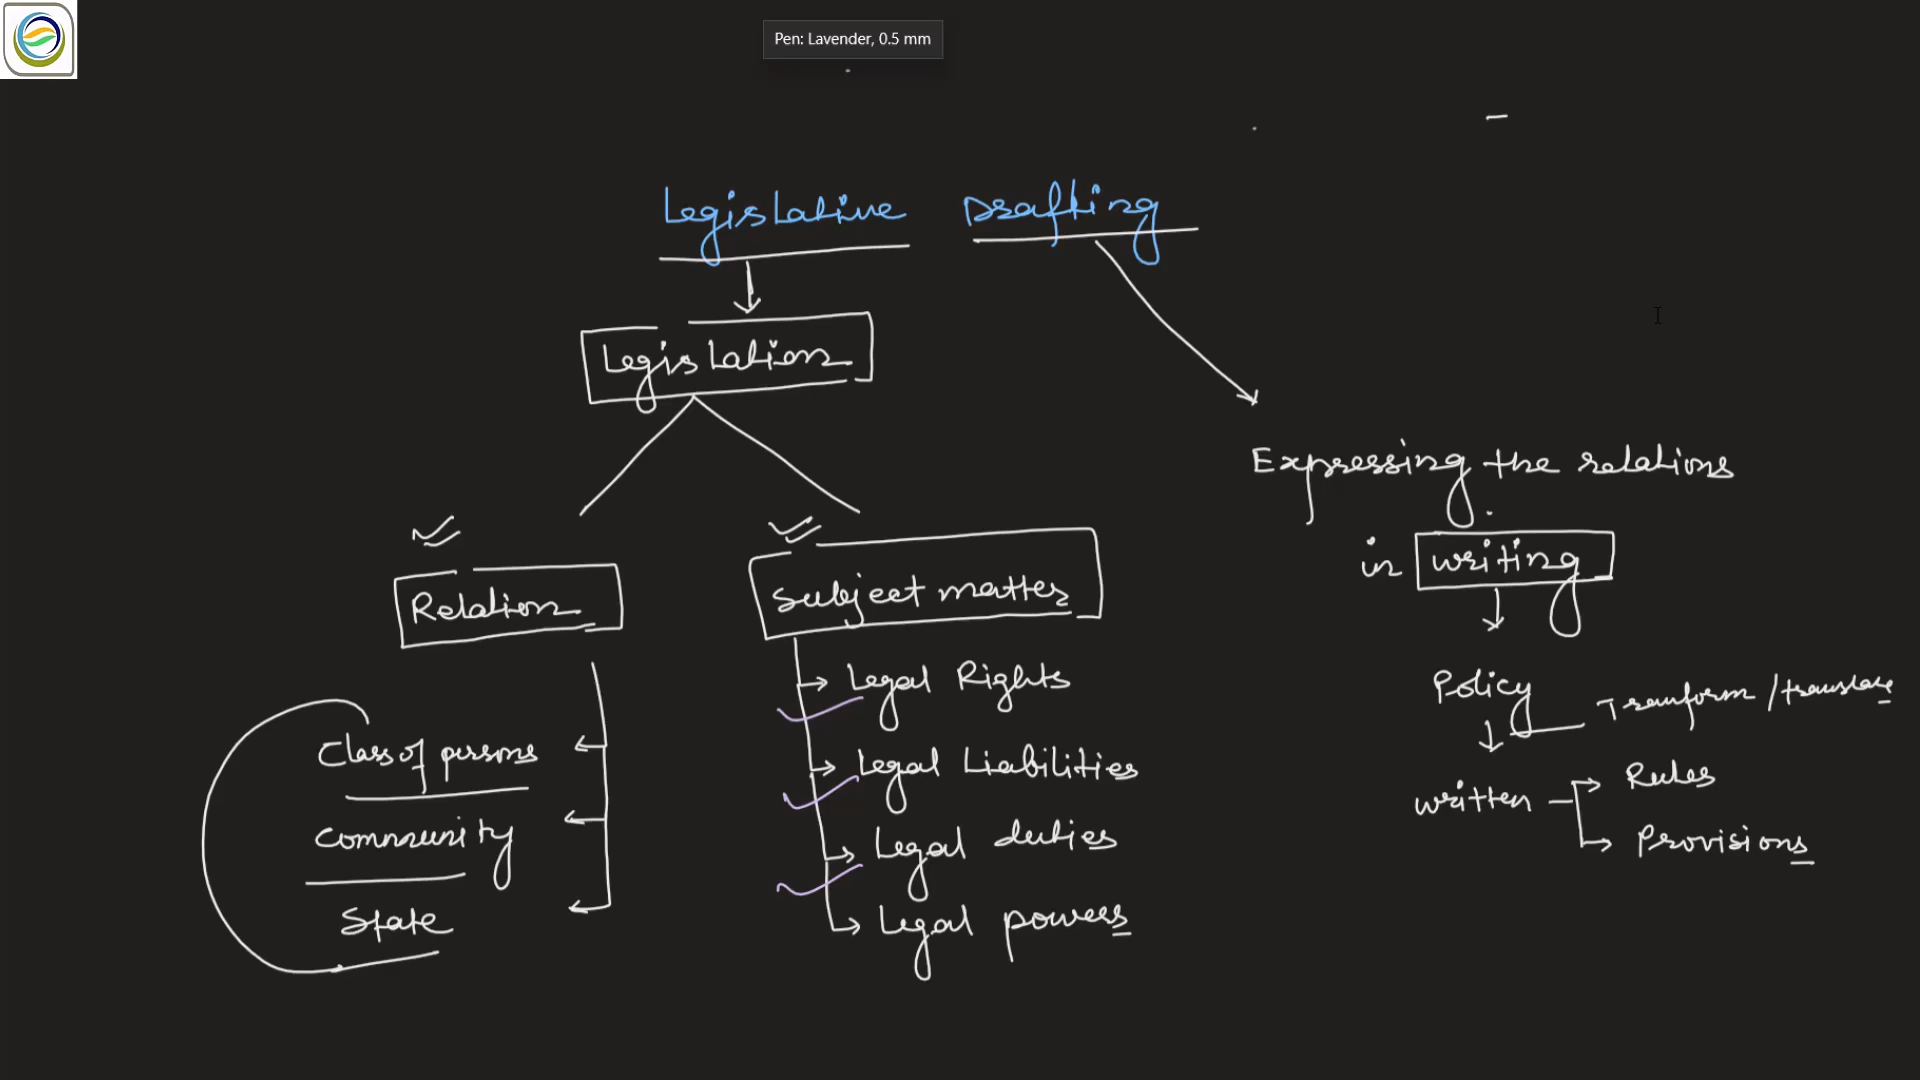 Pen: Lavender, 0.5 mm
Legislative Drafting
Legislation
Relation
Class of persons
Community
State
Subject matter
Legal Rights
Legal Liabilities
Legal duties
Legal powers
Expressing the relations
in writing
Policy
Transform / translate
written
Rules
Provisions